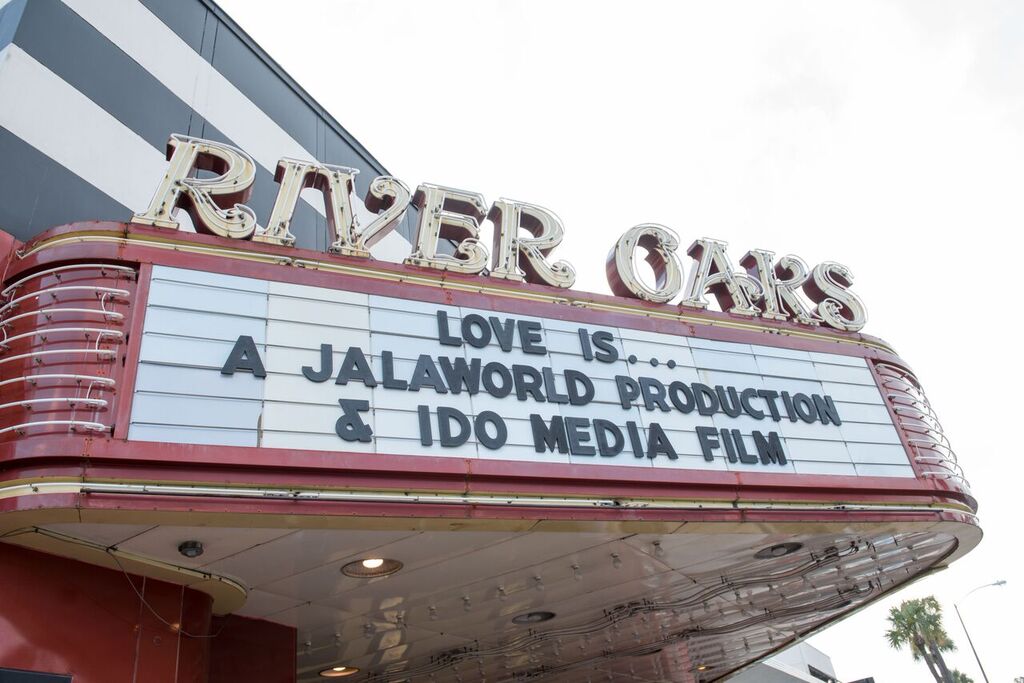 RIVER OAKS
LOVE IS...
A JALAWORLD PRODUCTION
& IDO MEDIA FILM